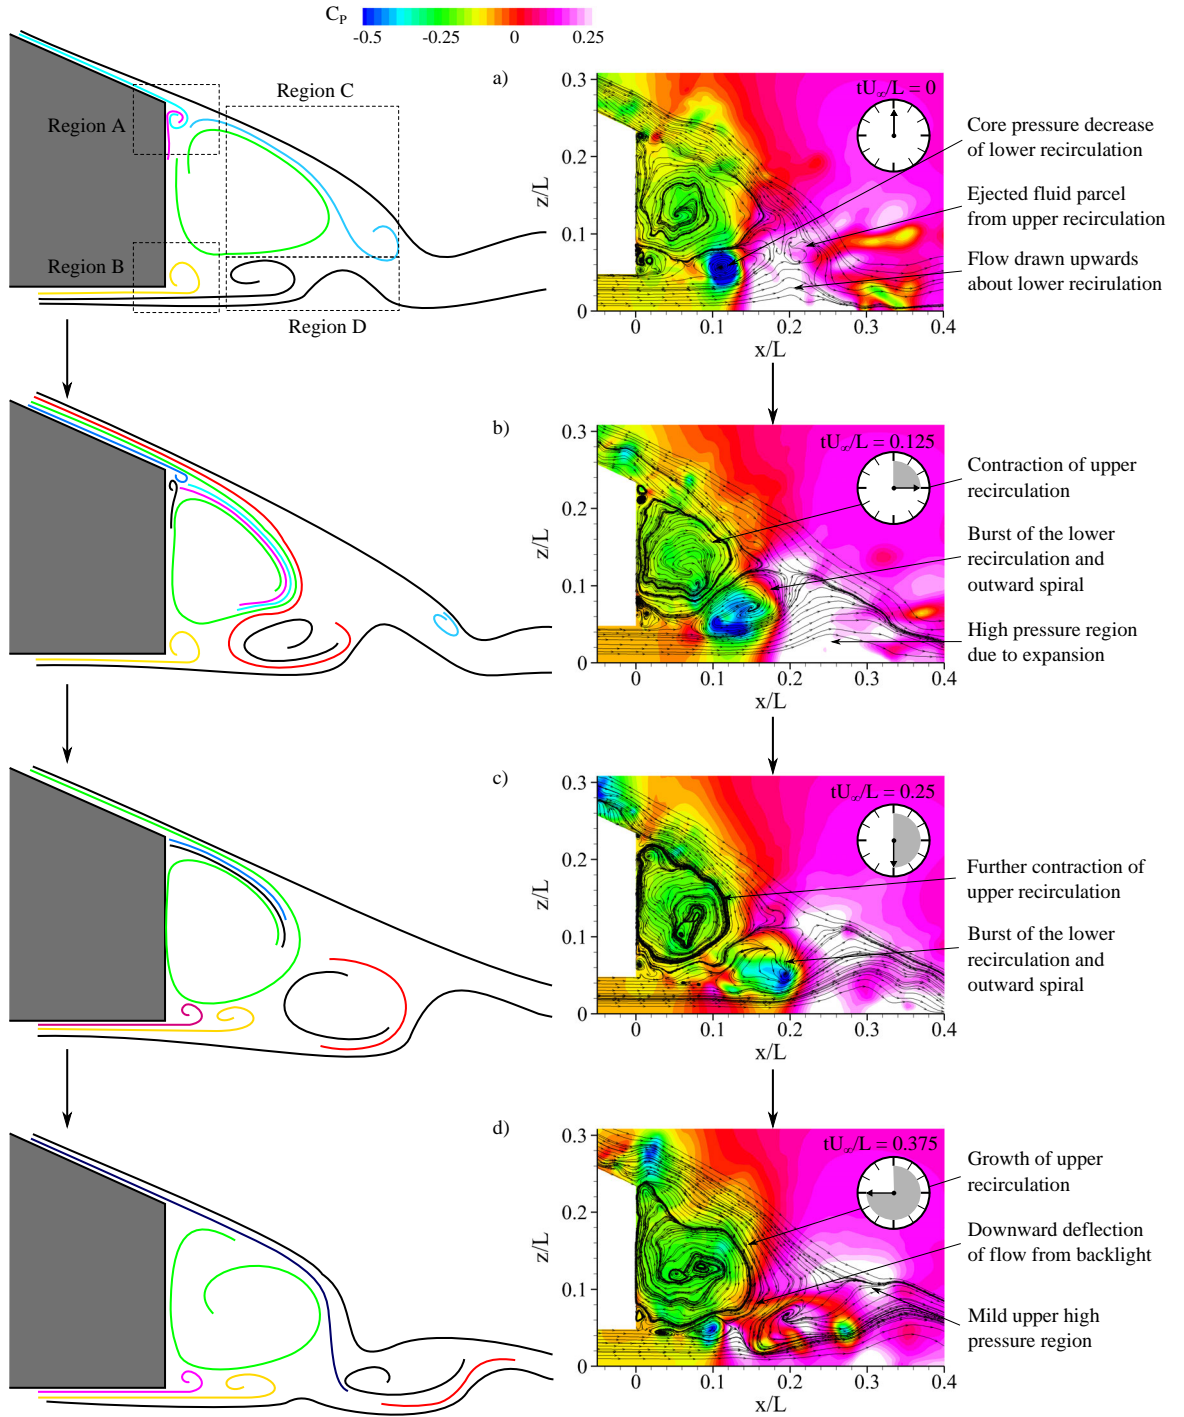 C_P
-0.5 -0.25 0 0.25
Region A
Region B
Region C
Region D
a)
z/L
0.3
0.2
0.1
0
tU∞/L = 0
0 0.1 0.2 0.3 0.4
x/L
Core pressure decrease
of lower recirculation
Ejected fluid parcel
from upper recirculation
Flow drawn upwards
about lower recirulation
b)
z/L
0.3
0.2
0.1
0
tU∞/L = 0.125
0 0.1 0.2 0.3 0.4
x/L
Contraction of upper
recirculation
Burst of the lower
recirculation and
outward spiral
High pressure region
due to expansion
c)
z/L
0.3
0.2
0.1
0
tU∞/L = 0.25
0 0.1 0.2 0.3 0.4
x/L
Further contraction of
upper recirculation
Burst of the lower
recirculation and
outward spiral
d)
z/L
0.3
0.2
0.1
0
tU∞/L = 0.375
0 0.1 0.2 0.3 0.4
x/L
Growth of upper
recirculation
Downward deflection
of flow from backlight
Mild upper high
pressure region